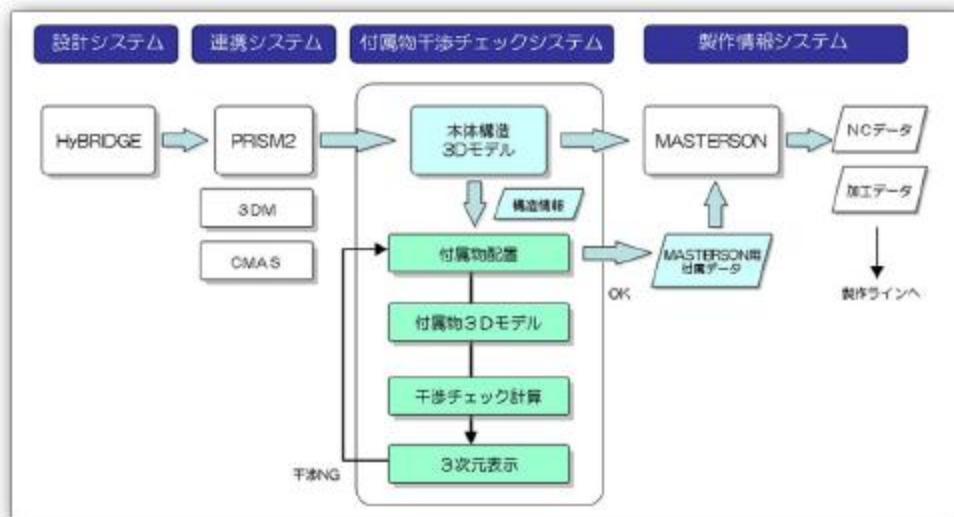 設計システム
連携システム
付属物干渉チェックシステム
製作情報システム
HyBRIDGE
PRISM2
本体構造
3Dモデル
MASTERSON
NCデータ
3DM
構造情報
加工データ
CMAS
付属物配置
MASTERSON用
付属データ
OK
製作ラインへ
付属物3Dモデル
干渉チェック計算
3次元表示
干渉NG